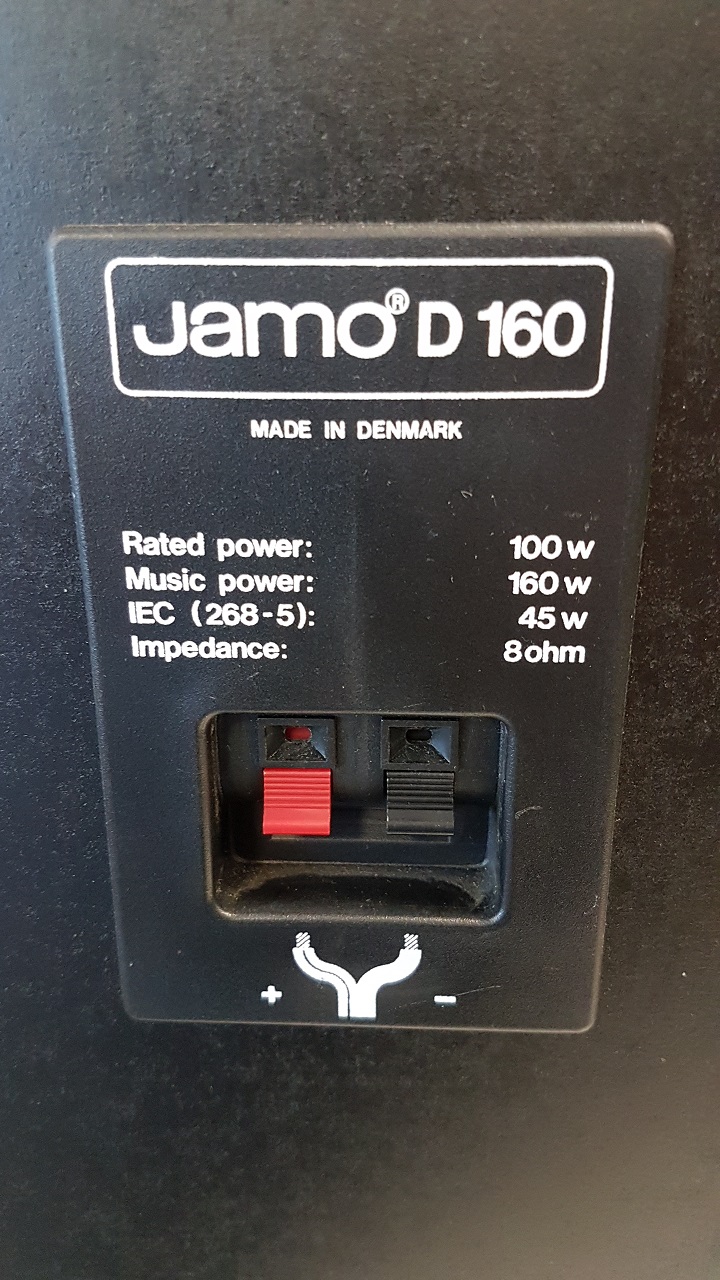 Jamo® D 160
MADE IN DENMARK
Rated power: 100 w
Music power: 160 w
IEC (268-5): 45 w
Impedance: 8 ohm
+ -